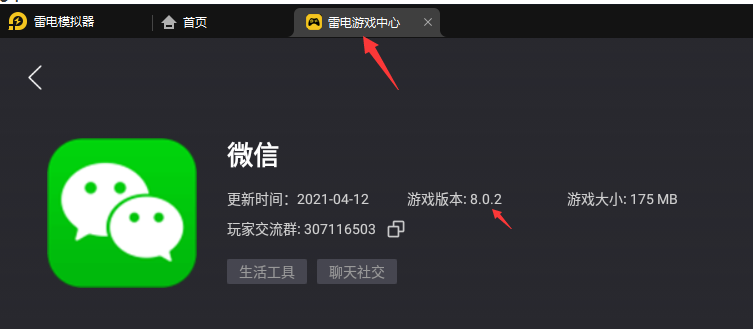 雷电模拟器 首页 雷电游戏中心
微信
更新时间：2021-04-12 游戏版本: 8.0.2 游戏大小: 175 MB
玩家交流群: 307116503
生活工具 聊天社交